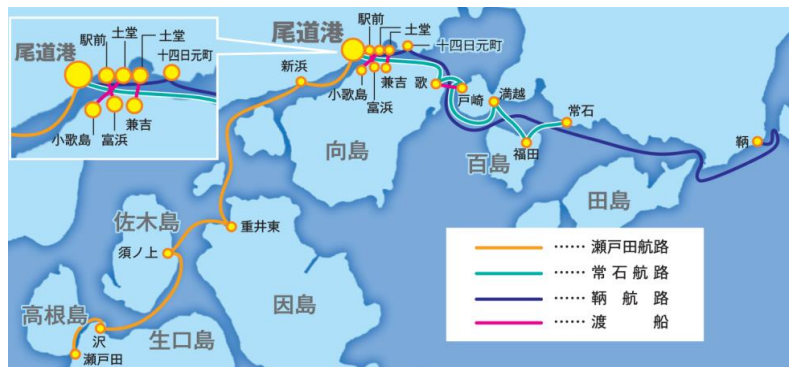 尾道港
駅前
土堂
土堂
十四日元町
小歌島
富浜
兼吉
尾道港
駅前
土堂
十四日元町
新浜
小歌島
富浜
兼吉
歌
戸崎
満越
常石
福田
鞆
向島
百島
田島
佐木島
重井東
須ノ上
因島
高根島
沢
瀬戸田
生口島
……瀬戸田航路
……常石航路
……鞆航路
……渡船